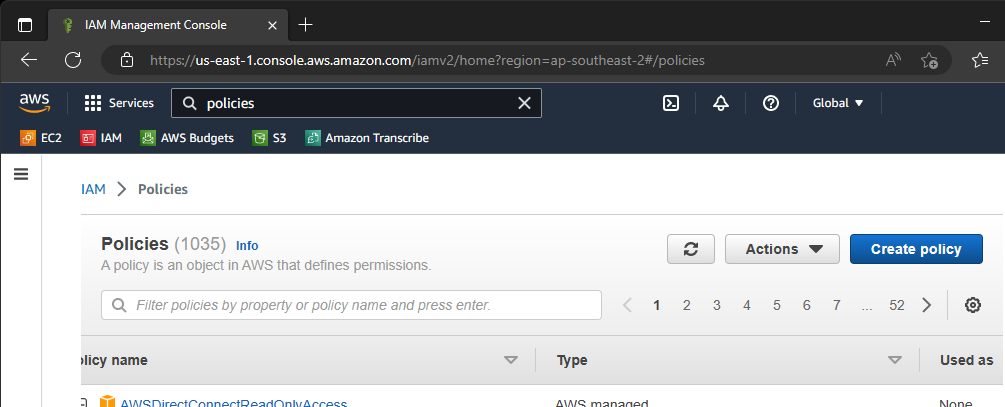 IAM Management Console
https://us-east-1.console.aws.amazon.com/iamv2/home?region=ap-southeast-2#/policies
aws Services policies Global
EC2 IAM AWS Budgets S3 Amazon Transcribe
IAM > Policies
Policies (1035) Info
Actions Create policy
A policy is an object in AWS that defines permissions.
Filter policies by property or policy name and press enter.
1 2 3 4 5 6 7 ... 52
olicy name Type Used as
AWSDirectConnectReadOnlyAccess AWS managed None